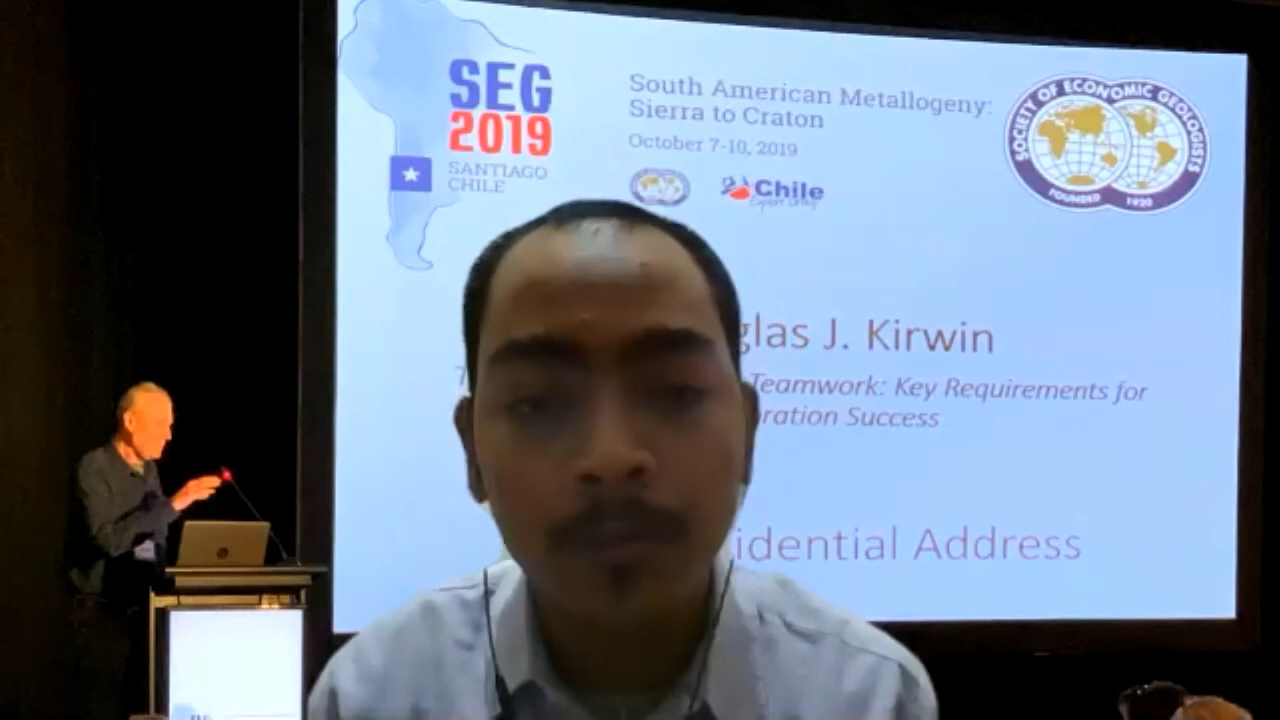 SEG
2019
SANTIAGO
CHILE
South American Metallogeny:
Sierra to Craton
October 7-10, 2019
Chile
SOCIETY OF ECONOMIC GEOLOGISTS
FOUNDED 1920
glas J. Kirwin
Teamwork: Key Requirements for
oration Success
idential Address